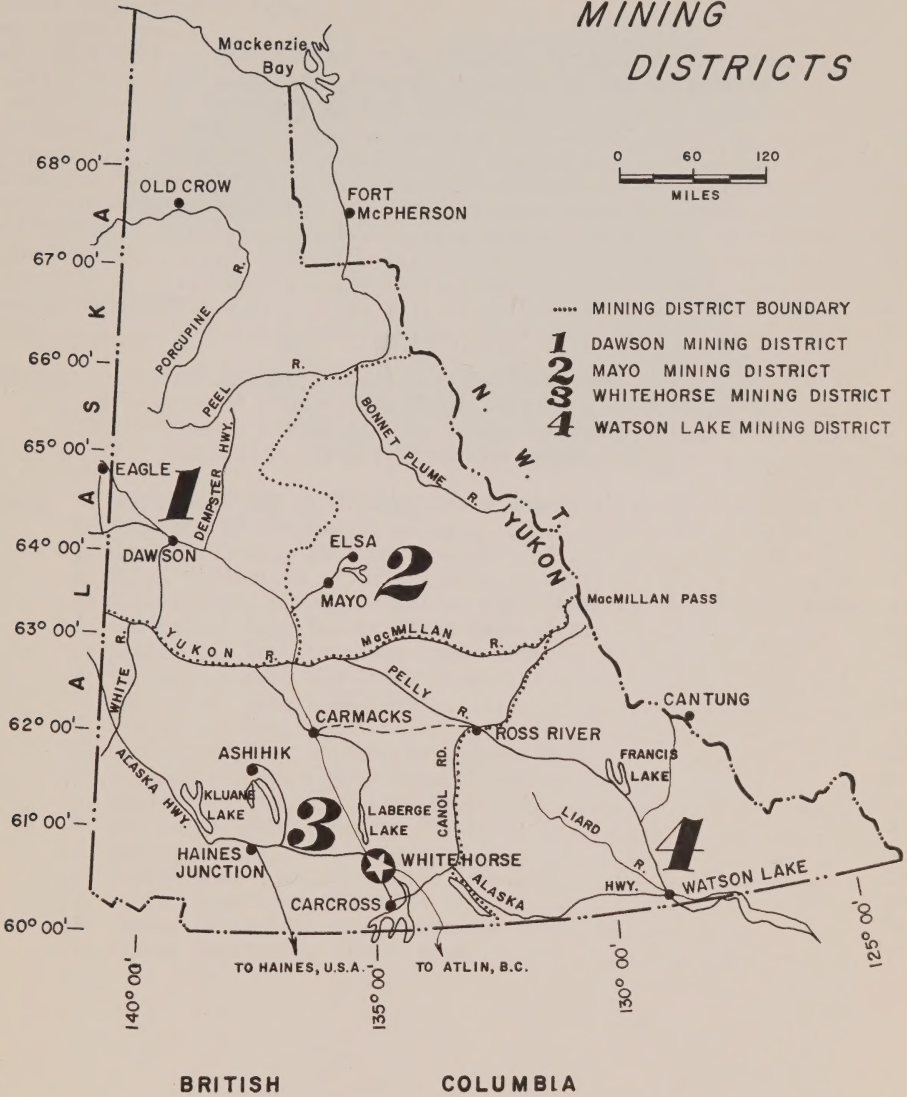 MINING
DISTRICTS
Mackenzie
Bay
0 60 120
MILES
68° 00'
OLD CROW
FORT
McPHERSON
67° 00'
PORCUPINE R.
MINING DISTRICT BOUNDARY
1 DAWSON MINING DISTRICT
2 MAYO MINING DISTRICT
3 WHITEHORSE MINING DISTRICT
4 WATSON LAKE MINING DISTRICT
66° 00'
PEEL R.
BONNET PLUME R.
N. W. T.
YUKON
ALASKA
65° 00'
EAGLE
1
DEMPSTER HWY.
64° 00'
DAWSON
ELSA
2
MAYO
MacMILLAN PASS
63° 00'
WHITE R.
YUKON R.
MacMILLAN R.
PELLY R.
62° 00'
CARMACKS
ROSS RIVER
CANTUNG
ASHIHIK
FRANCIS
LAKE
ALASKA HWY.
KLUANE
LAKE
LABERGE
LAKE
CANOL RD.
61° 00'
3
LIARD R.
4
HAINES
JUNCTION
WHITEHORSE
WATSON LAKE
ALASKA HWY.
CARCROSS
60° 00'
TO HAINES, U.S.A.
TO ATLIN, B.C.
140° 00'
135° 00'
130° 00'
125° 00'
BRITISH COLUMBIA